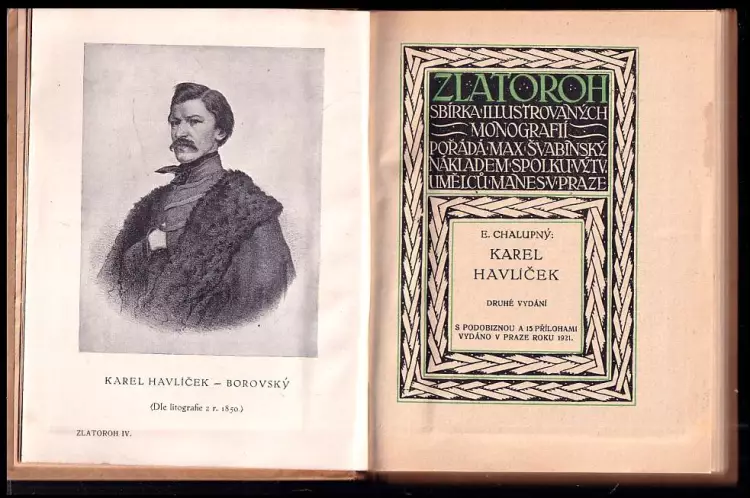 KAREL HAVLÍČEK – BOROVSKÝ
(Dle litografie z r. 1850.)
ZLATOROH IV.
ZLATOROH
SBÍRKA·ILLUSTROVANÝCH
MONOGRAFIÍ
POŘÁDÁ·MAX·ŠVABINSKÝ
NÁKLADEM·SPOLKU·VÝTV.
UMĚLCŮ·MANES·V·PRAZE
E. CHALUPNÝ:
KAREL
HAVLÍČEK
DRUHÉ VYDÁNÍ
S PODOBIZNOU A 15 PŘÍLOHAMI
VYDÁNO V PRAZE ROKU 1921.